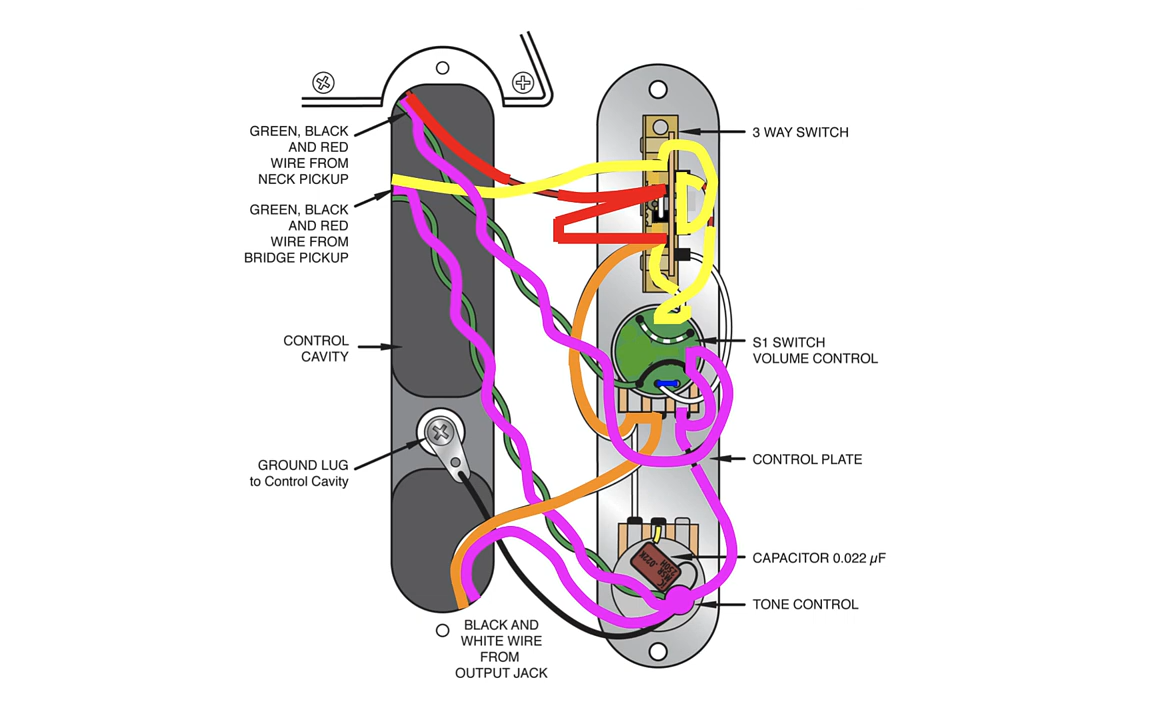 GREEN, BLACK
AND RED
WIRE FROM
NECK PICKUP
GREEN, BLACK
AND RED
WIRE FROM
BRIDGE PICKUP
CONTROL
CAVITY
GROUND LUG
to Control Cavity
BLACK AND
WHITE WIRE
FROM
OUTPUT JACK
3 WAY SWITCH
S1 SWITCH
VOLUME CONTROL
CONTROL PLATE
CAPACITOR 0.022 µF
TONE CONTROL